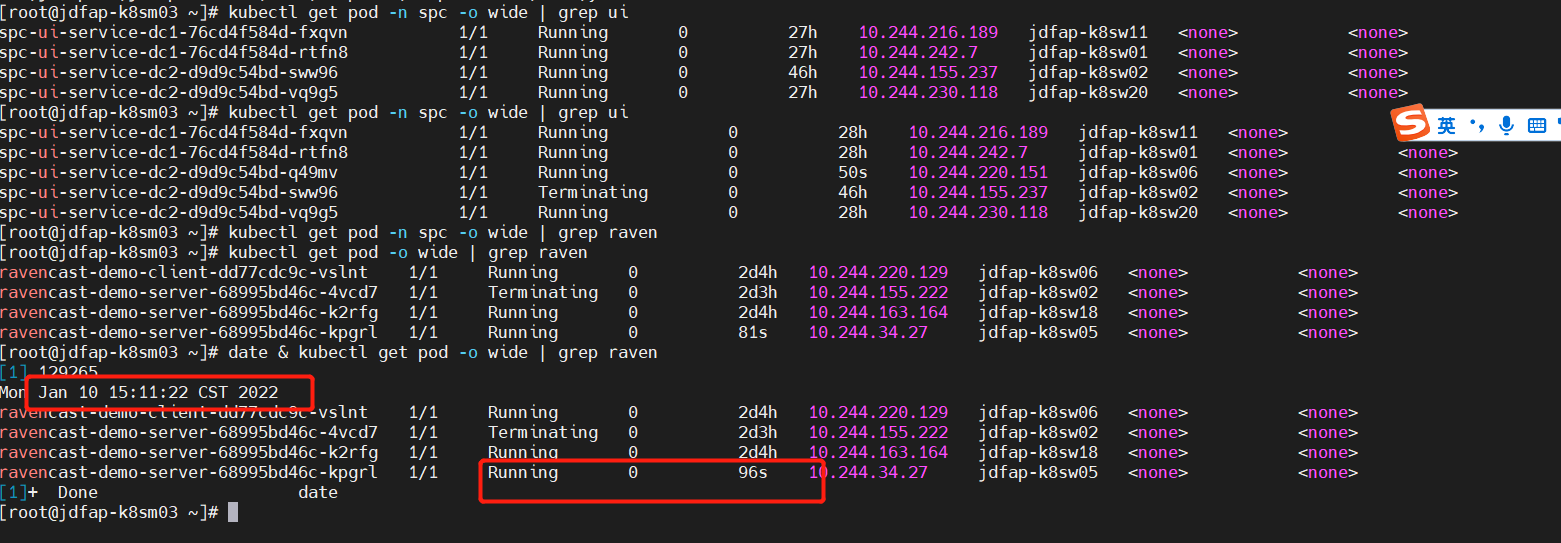 [root@jdfap-k8sm03 ~]# kubectl get pod -n spc -o wide | grep ui
spc-ui-service-dc1-76cd4f584d-fxqvn 1/1 Running 0 27h 10.244.216.189 jdfap-k8sw11 <none> <none>
spc-ui-service-dc1-76cd4f584d-rtfn8 1/1 Running 0 27h 10.244.242.7 jdfap-k8sw01 <none> <none>
spc-ui-service-dc2-d9d9c54bd-sww96 1/1 Running 0 46h 10.244.155.237 jdfap-k8sw02 <none> <none>
spc-ui-service-dc2-d9d9c54bd-vq9g5 1/1 Running 0 27h 10.244.230.118 jdfap-k8sw20 <none> <none>
[root@jdfap-k8sm03 ~]# kubectl get pod -n spc -o wide | grep ui
spc-ui-service-dc1-76cd4f584d-fxqvn 1/1 Running 0 28h 10.244.216.189 jdfap-k8sw11 <none>
英
spc-ui-service-dc1-76cd4f584d-rtfn8 1/1 Running 0 28h 10.244.242.7 jdfap-k8sw01 <none> <none>
spc-ui-service-dc2-d9d9c54bd-q49mv 1/1 Running 0 50s 10.244.220.151 jdfap-k8sw06 <none> <none>
spc-ui-service-dc2-d9d9c54bd-sww96 1/1 Terminating 0 46h 10.244.155.237 jdfap-k8sw02 <none> <none>
spc-ui-service-dc2-d9d9c54bd-vq9g5 1/1 Running 0 28h 10.244.230.118 jdfap-k8sw20 <none> <none>
[root@jdfap-k8sm03 ~]# kubectl get pod -n spc -o wide | grep raven
[root@jdfap-k8sm03 ~]# kubectl get pod -o wide | grep raven
ravencast-demo-client-dd77cdc9c-vslnt 1/1 Running 0 2d4h 10.244.220.129 jdfap-k8sw06 <none> <none>
ravencast-demo-server-68995bd46c-4vcd7 1/1 Terminating 0 2d3h 10.244.155.222 jdfap-k8sw02 <none> <none>
ravencast-demo-server-68995bd46c-k2rfg 1/1 Running 0 2d4h 10.244.163.164 jdfap-k8sw18 <none> <none>
ravencast-demo-server-68995bd46c-kpgrl 1/1 Running 0 81s 10.244.34.27 jdfap-k8sw05 <none> <none>
[root@jdfap-k8sm03 ~]# date & kubectl get pod -o wide | grep raven
[1] 129265
Mon Jan 10 15:11:22 CST 2022
ravencast-demo-client-dd77cdc9c-vslnt 1/1 Running 0 2d4h 10.244.220.129 jdfap-k8sw06 <none> <none>
ravencast-demo-server-68995bd46c-4vcd7 1/1 Terminating 0 2d3h 10.244.155.222 jdfap-k8sw02 <none> <none>
ravencast-demo-server-68995bd46c-k2rfg 1/1 Running 0 2d4h 10.244.163.164 jdfap-k8sw18 <none> <none>
ravencast-demo-server-68995bd46c-kpgrl 1/1 Running 0 96s 10.244.34.27 jdfap-k8sw05 <none> <none>
[1]+ Done date
[root@jdfap-k8sm03 ~]#